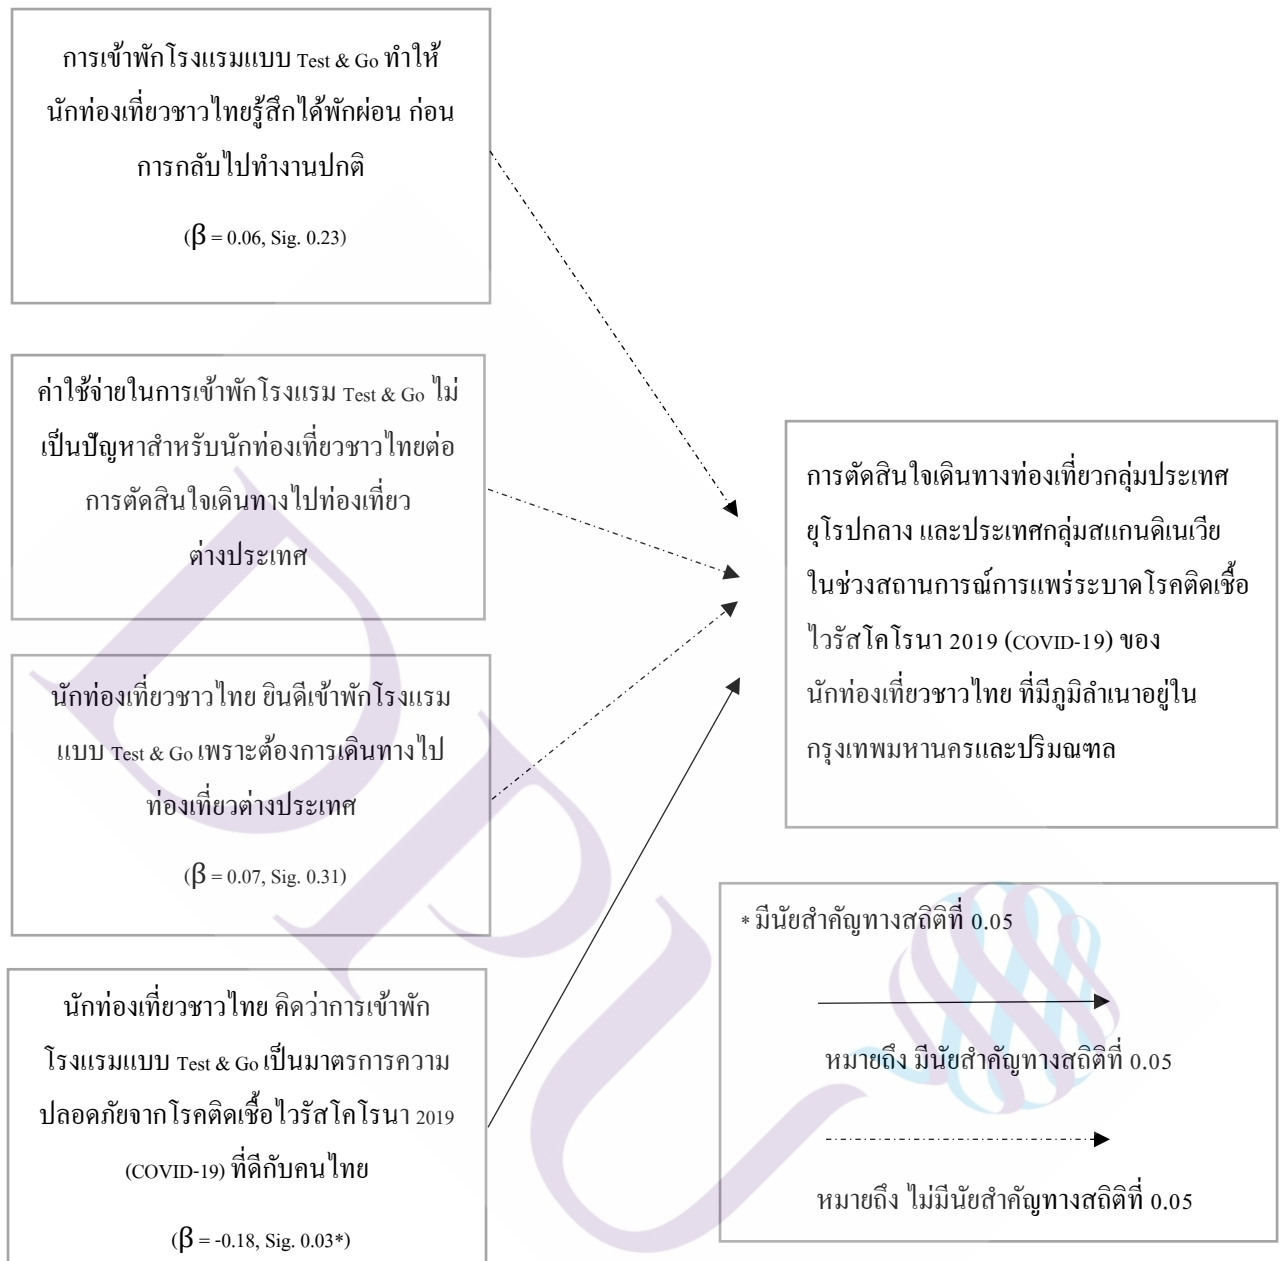 การเข้าพักโรงแรมแบบ Test & Go ทำให้
นักท่องเที่ยวชาวไทยรู้สึกได้พักผ่อน ก่อน
การกลับไปทำงานปกติ
(β = 0.06, Sig. 0.23)
ค่าใช้จ่ายในการเข้าพักโรงแรม Test & Go ไม่
เป็นปัญหาสำหรับนักท่องเที่ยวชาวไทยต่อ
การตัดสินใจเดินทางไปท่องเที่ยว
ต่างประเทศ
นักท่องเที่ยวชาวไทย ยินดีเข้าพักโรงแรม
แบบ Test & Go เพราะต้องการเดินทางไป
ท่องเที่ยวต่างประเทศ
(β = 0.07, Sig. 0.31)
นักท่องเที่ยวชาวไทย คิดว่าการเข้าพัก
โรงแรมแบบ Test & Go เป็นมาตรการความ
ปลอดภัยจากโรคติดเชื้อไวรัสโคโรนา 2019
(COVID-19) ที่ดีกับคนไทย
(β = -0.18, Sig. 0.03*)
การตัดสินใจเดินทางท่องเที่ยวกลุ่มประเทศ
ยุโรปกลาง และประเทศกลุ่มสแกนดิเนเวีย
ในช่วงสถานการณ์การแพร่ระบาดโรคติดเชื้อ
ไวรัสโคโรนา 2019 (COVID-19) ของ
นักท่องเที่ยวชาวไทย ที่มีภูมิลำเนาอยู่ใน
กรุงเทพมหานครและปริมณฑล
* มีนัยสำคัญทางสถิติที่ 0.05
หมายถึง มีนัยสำคัญทางสถิติที่ 0.05
หมายถึง ไม่มีนัยสำคัญทางสถิติที่ 0.05
DPU